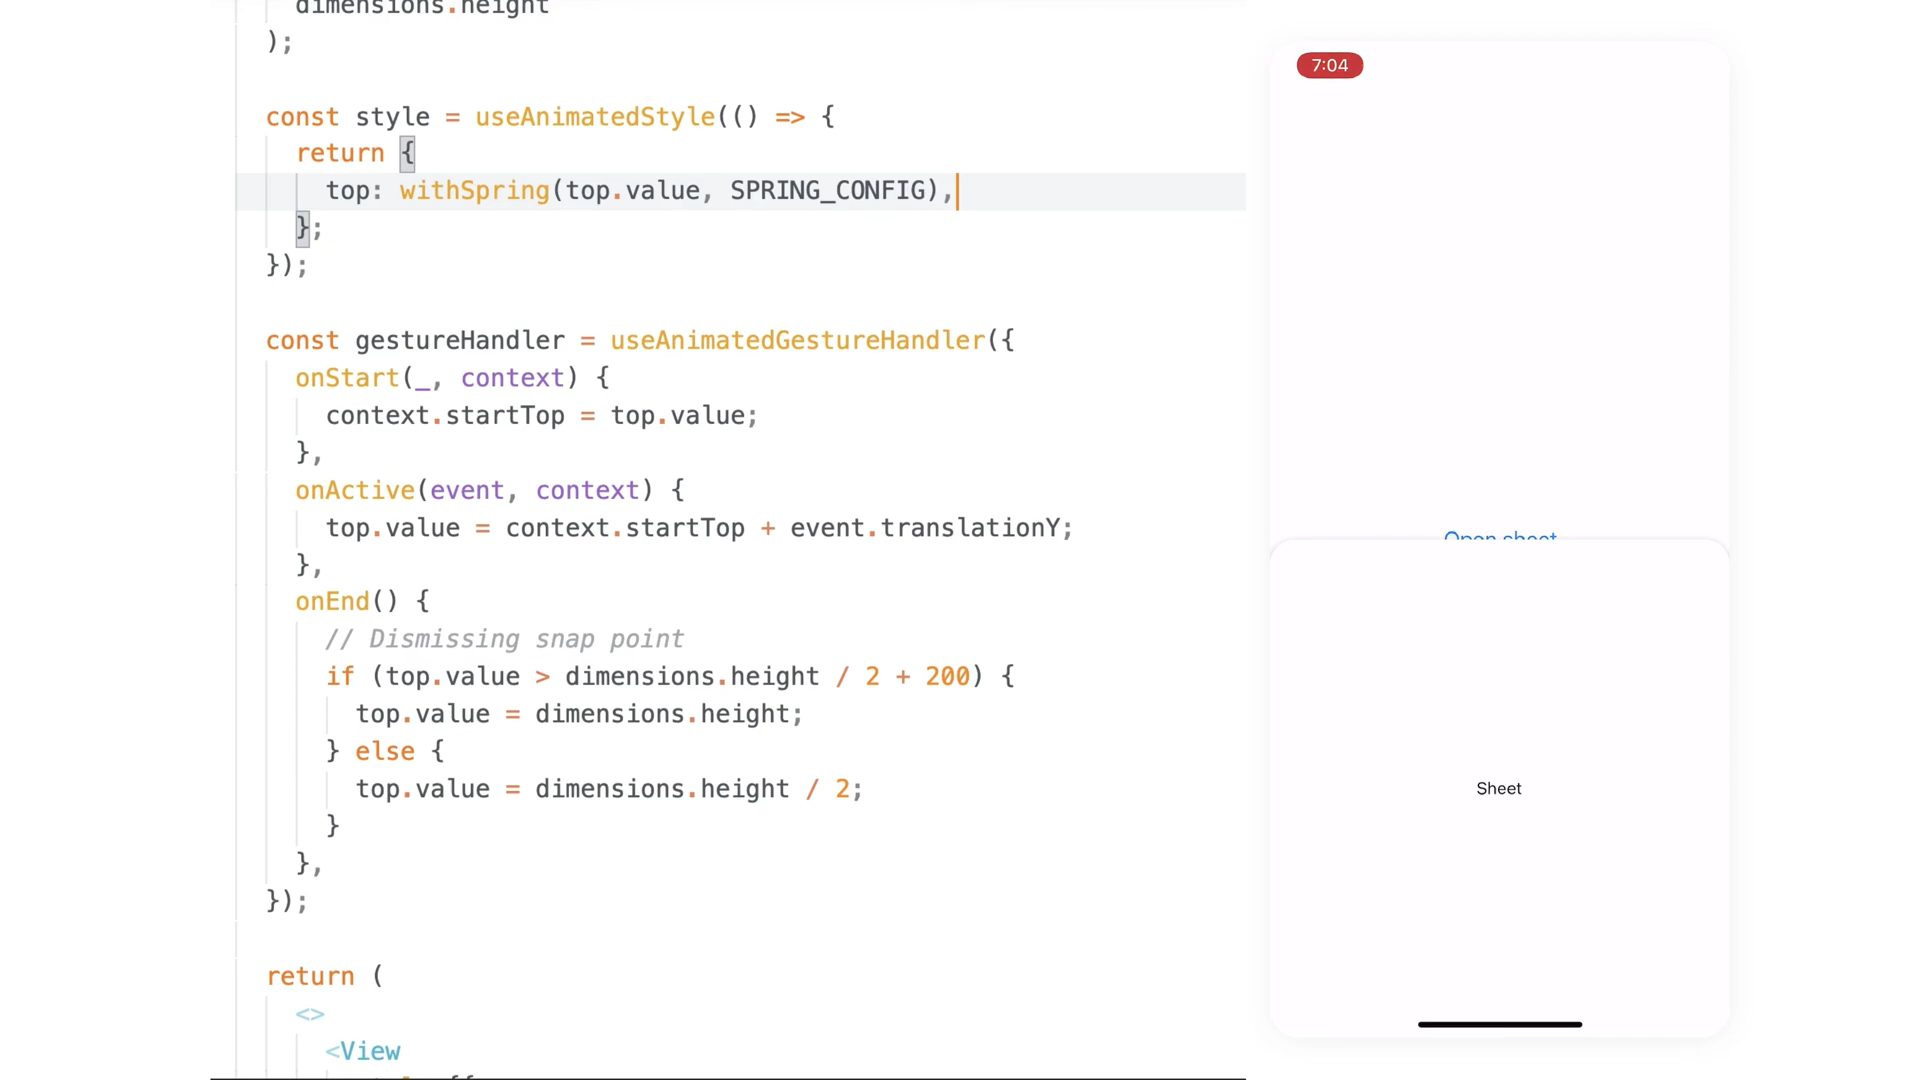 dimensions.height
);
const style = useAnimatedStyle(() => {
return {
top: withSpring(top.value, SPRING_CONFIG),
};
});
const gestureHandler = useAnimatedGestureHandler({
onStart(_, context) {
context.startTop = top.value;
},
onActive(event, context) {
top.value = context.startTop + event.translationY;
},
onEnd() {
// Dismissing snap point
if (top.value > dimensions.height / 2 + 200) {
top.value = dimensions.height;
} else {
top.value = dimensions.height / 2;
}
},
});
return (
<>
<View
7:04
Open sheet
Sheet